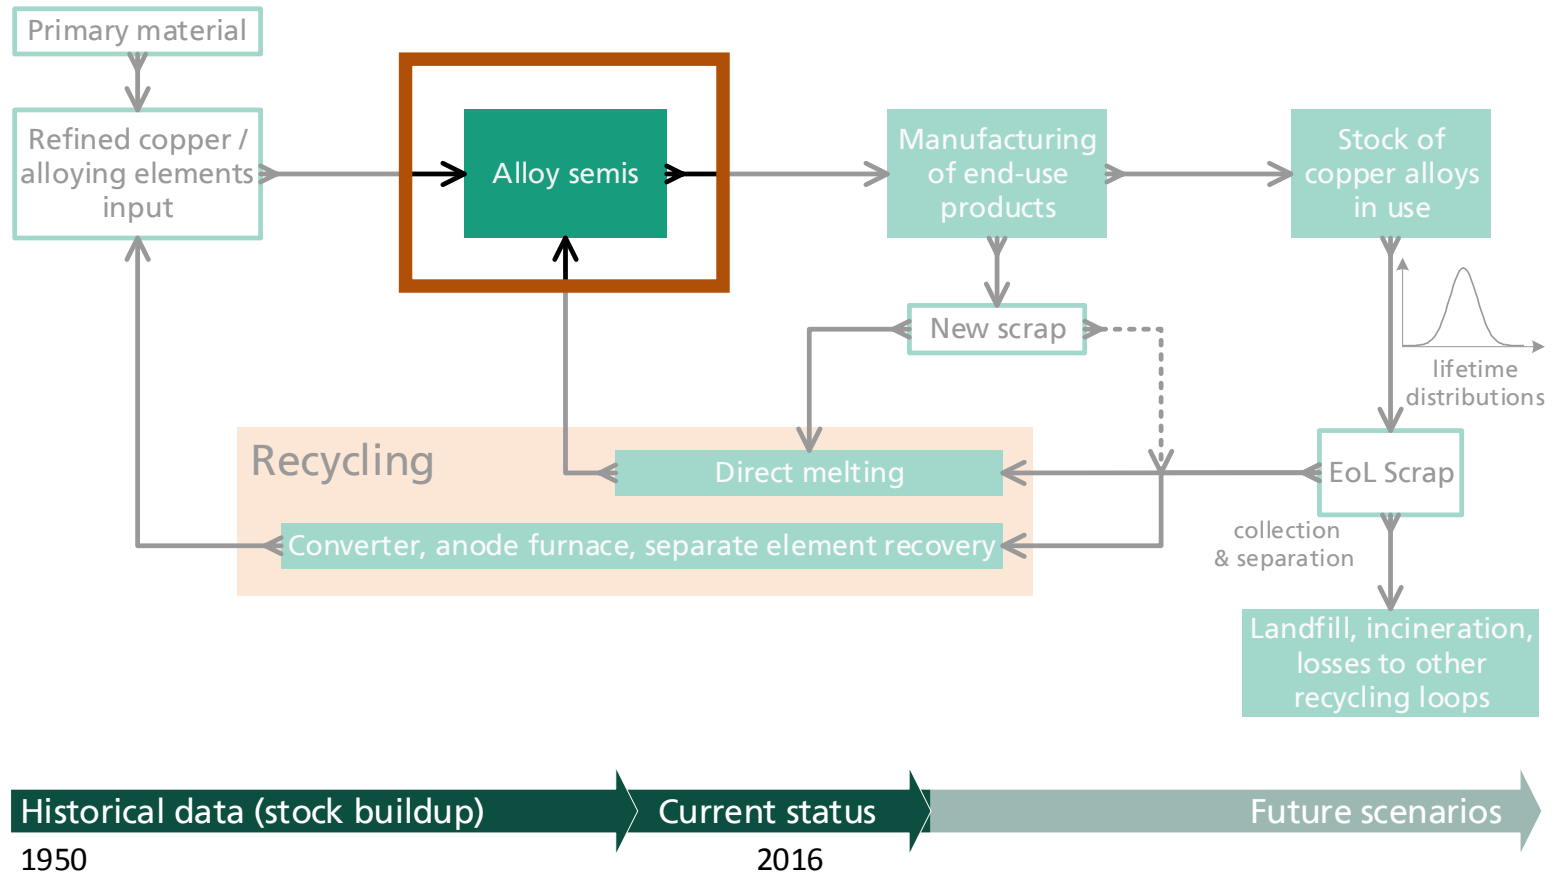 Primary material
Refined copper /
alloying elements
input
Alloy semis
Manufacturing
of end-use
products
Stock of
copper alloys
in use
New scrap
lifetime
distributions
Recycling
Direct melting
EoL Scrap
Converter, anode furnace, separate element recovery
collection
& separation
Landfill, incineration,
losses to other
recycling loops
Historical data (stock buildup)
Current status
Future scenarios
1950
2016